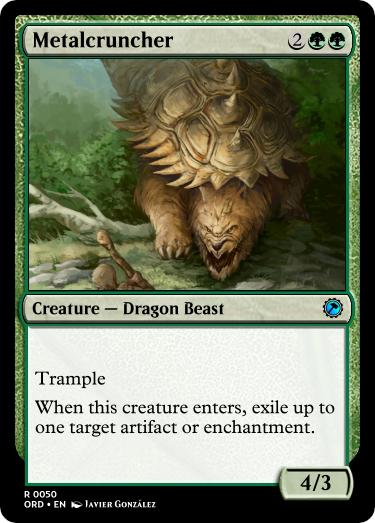 Metalcruncher 2
Creature — Dragon Beast
Trample
When this creature enters, exile up to
one target artifact or enchantment.
4/3
R 0050
ORD • EN Javier González